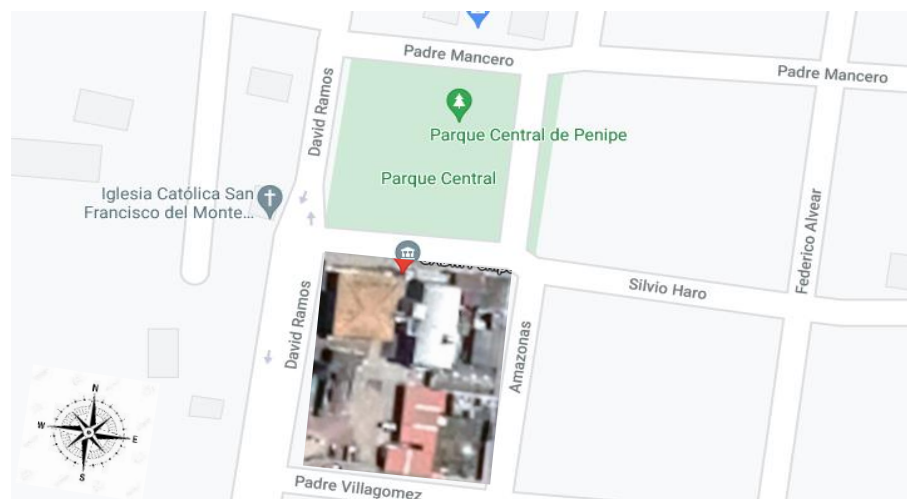 Padre Mancero
Padre Mancero
David Ramos
Parque Central de Penipe
Parque Central
Iglesia Católica San
Francisco del Monte...
Federico Alvear
Silvio Haro
David Ramos
Amazonas
N
W
E
S
Padre Villagomez